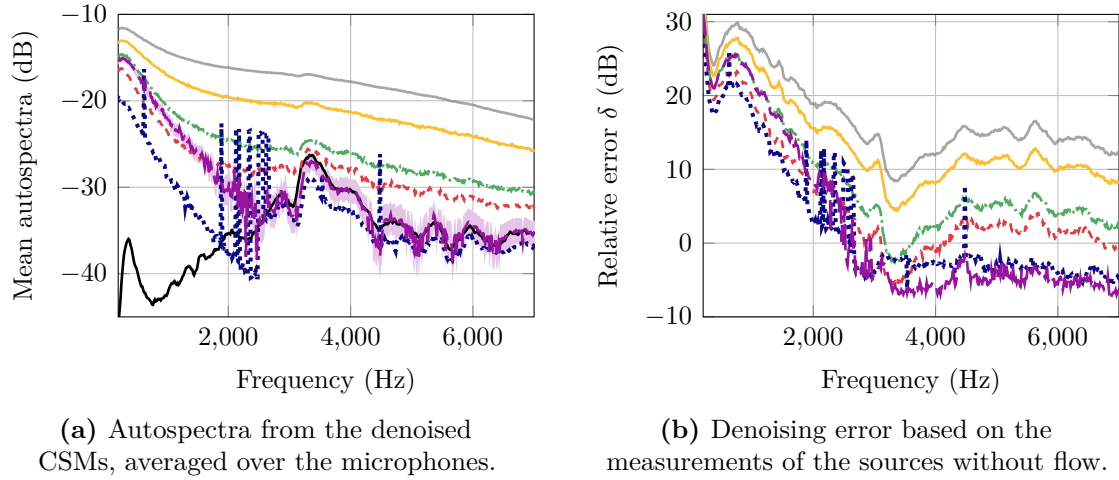 −10
−20
−30
−40
2,000
4,000
6,000
Frequency (Hz)
Mean autospectra (dB)
(a) Autospectra from the denoised
CSMs, averaged over the microphones.
30
20
10
0
−10
2,000
4,000
6,000
Frequency (Hz)
Relative error δ (dB)
(b) Denoising error based on the
measurements of the sources without flow.